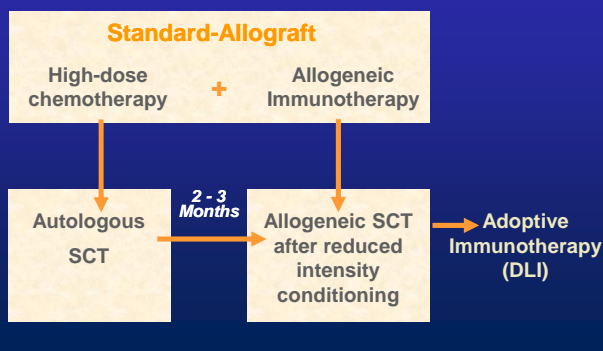 Standard-Allograft
High-dose
chemotherapy
+
Allogeneic
Immunotherapy
2 - 3
Months
Autologous
SCT
Allogeneic SCT
after reduced
intensity
conditioning
Adoptive
Immunotherapy
(DLI)